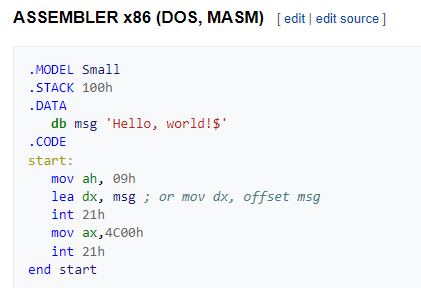 ASSEMBLER x86 (DOS, MASM) [ edit | edit source ]
.MODEL Small
.STACK 100h
.DATA
db msg 'Hello, world!$'
.CODE
start:
mov ah, 09h
lea dx, msg ; or mov dx, offset msg
int 21h
mov ax,4C00h
int 21h
end start